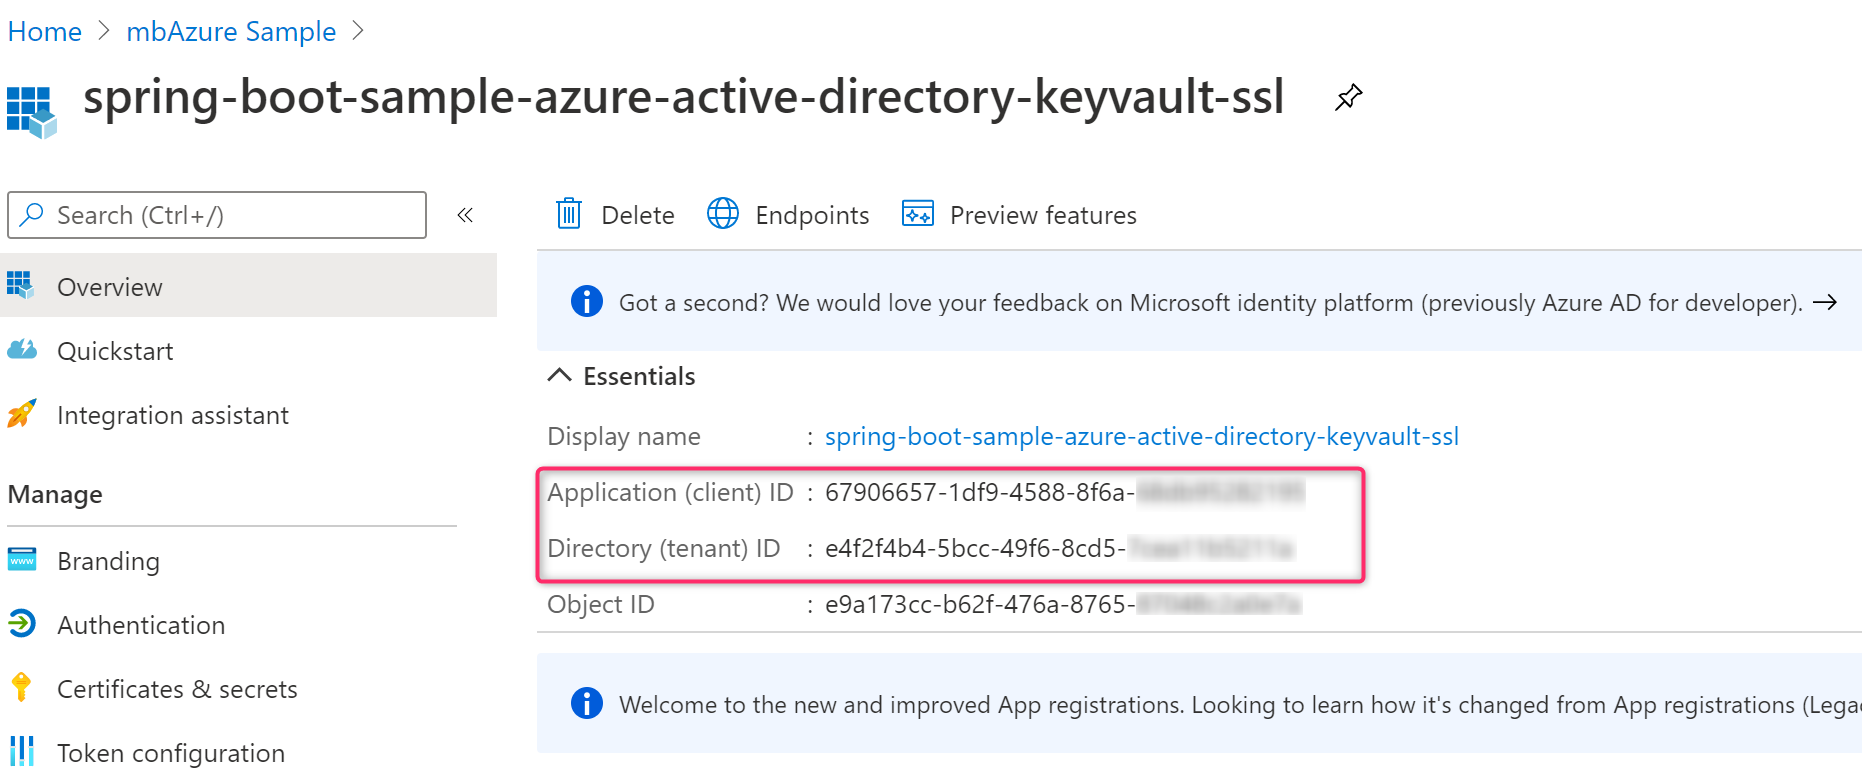 Home > mbAzure Sample >
spring-boot-sample-azure-active-directory-keyvault-ssl
Search (Ctrl+/)
«
Overview
Quickstart
Integration assistant
Manage
Branding
Authentication
Certificates & secrets
Token configuration
Delete
Endpoints
Preview features
Got a second? We would love your feedback on Microsoft identity platform (previously Azure AD for developer). →
Essentials
Display name : spring-boot-sample-azure-active-directory-keyvault-ssl
Application (client) ID : 67906657-1df9-4588-8f6a-
Directory (tenant) ID : e4f2f4b4-5bcc-49f6-8cd5-
Object ID : e9a173cc-b62f-476a-8765-
Welcome to the new and improved App registrations. Looking to learn how it's changed from App registrations (Lega